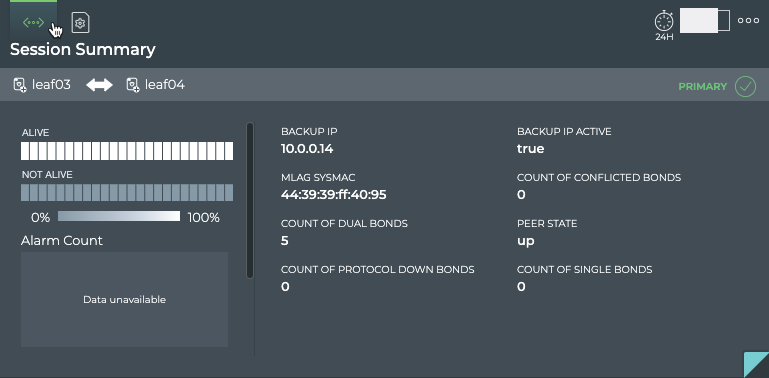 24H
Session Summary
leaf03 leaf04
PRIMARY
ALIVE
NOT ALIVE
0% 100%
Alarm Count
Data unavailable
BACKUP IP
10.0.0.14
BACKUP IP ACTIVE
true
MLAG SYSMAC
44:39:39:ff:40:95
COUNT OF CONFLICTED BONDS
0
COUNT OF DUAL BONDS
5
PEER STATE
up
COUNT OF PROTOCOL DOWN BONDS
0
COUNT OF SINGLE BONDS
0